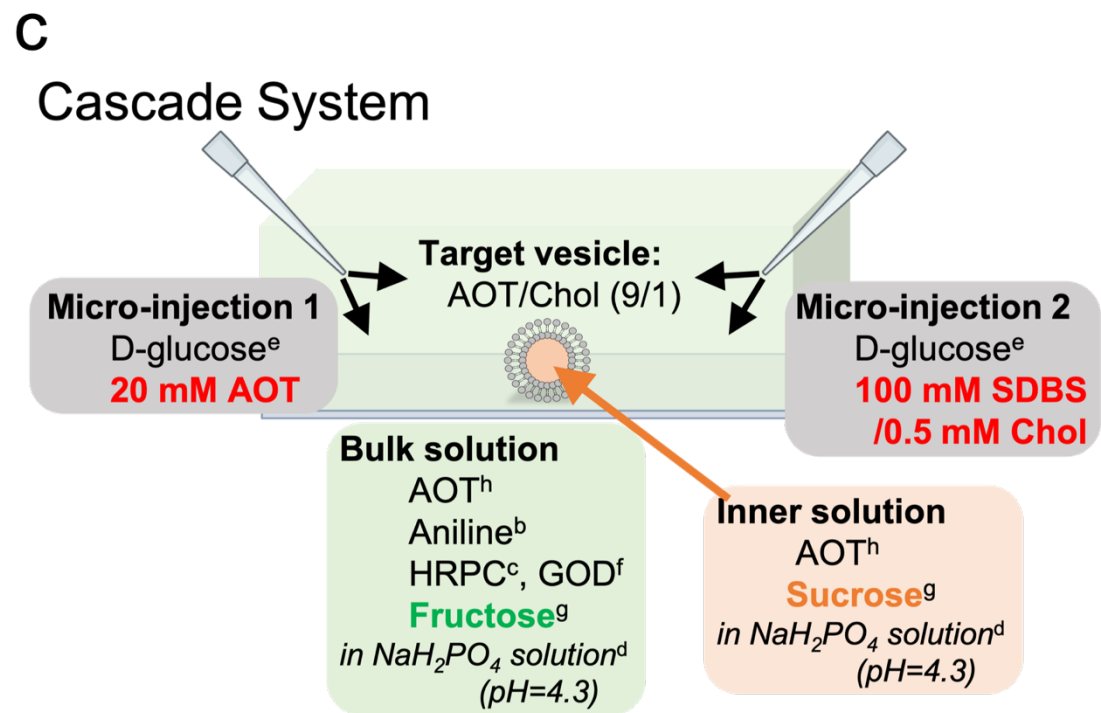 C
Cascade System
Target vesicle:
AOT/Chol (9/1)
Micro-injection 1
D-glucoseᵉ
20 mM AOT
Micro-injection 2
D-glucoseᵉ
100 mM SDBS
/0.5 mM Chol
Bulk solution
AOTʰ
Anilineᵇ
HRPCᶜ, GODᶠ
Fructoseᵍ
in NaH₂PO₄ solutionᵈ
(pH=4.3)
Inner solution
AOTʰ
Sucroseᵍ
in NaH₂PO₄ solutionᵈ
(pH=4.3)